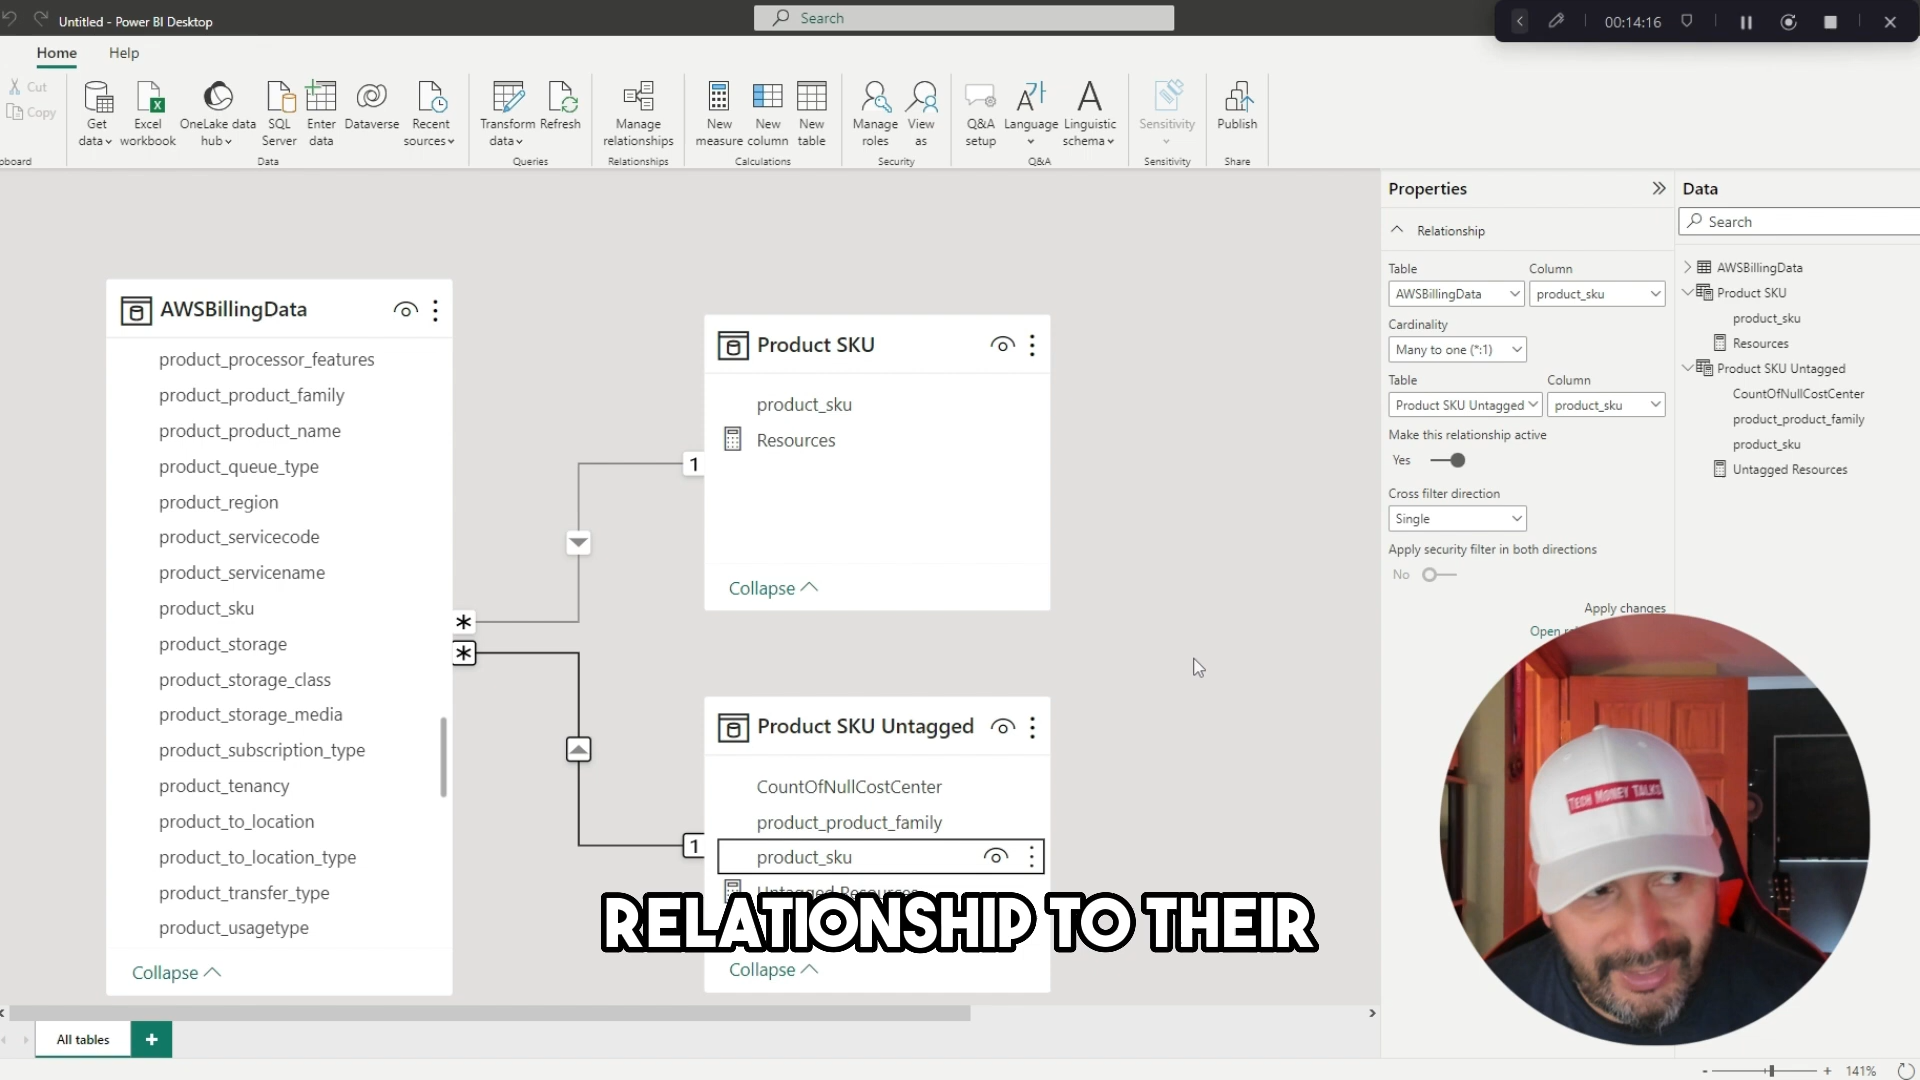 Untitled - Power BI Desktop
Search
00:14:16
Home
Help
Cut
Copy
Get data
Excel workbook
OneLake data hub
SQL Server
Enter data
Dataverse
Recent sources
Transform data
Refresh
Manage relationships
New measure
New column
New table
Manage roles
View as
Q&A setup
Language
Linguistic schema
Sensitivity
Publish
pboard
Data
Queries
Relationships
Calculations
Security
Q&A
Sensitivity
Share
AWSBillingData
product_processor_features
product_product_family
product_product_name
product_queue_type
product_region
product_servicecode
product_servicename
product_sku
product_storage
product_storage_class
product_storage_media
product_subscription_type
product_tenancy
product_to_location
product_to_location_type
product_transfer_type
product_usagetype
Collapse
*
*
1
1
Product SKU
product_sku
Resources
Collapse
Product SKU Untagged
CountOfNullCostCenter
product_product_family
product_sku
Untagged Resources
RELATIONSHIP TO THEIR
Collapse
Properties
Relationship
Table
Column
AWSBillingData
product_sku
Cardinality
Many to one (*:1)
Table
Column
Product SKU Untagged
product_sku
Make this relationship active
Yes
Cross filter direction
Single
Apply security filter in both directions
No
Apply changes
Open
Data
Search
AWSBillingData
Product SKU
product_sku
Resources
Product SKU Untagged
CountOfNullCostCenter
product_product_family
product_sku
Untagged Resources
TECH MONEY TALKS
All tables
+
- + 141%